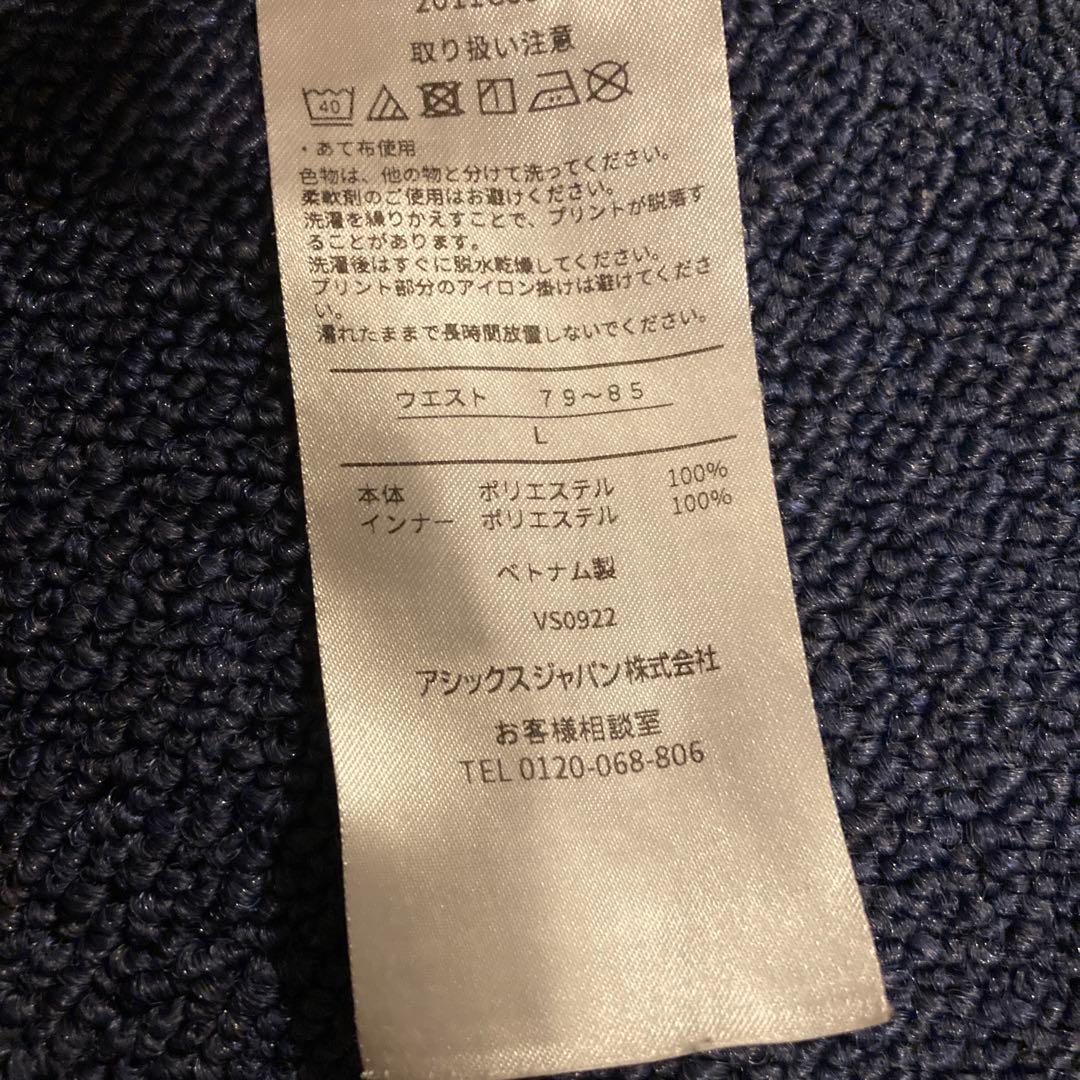 取り扱い注意
40
・あて布使用
色物は、他の物と分けて洗ってください。
柔軟剤のご使用はお避けください。
洗濯を繰りかえすことで、プリントが脱落す
ることがあります。
洗濯後はすぐに脱水乾燥してください。
プリント部分のアイロン掛けは避けてくださ
い。
濡れたままで長時間放置しないでください。
ウエスト 79～85
L
本体 ポリエステル 100%
インナー ポリエステル 100%
ベトナム製
VS0922
アシックスジャパン株式会社
お客様相談室
TEL 0120-068-806